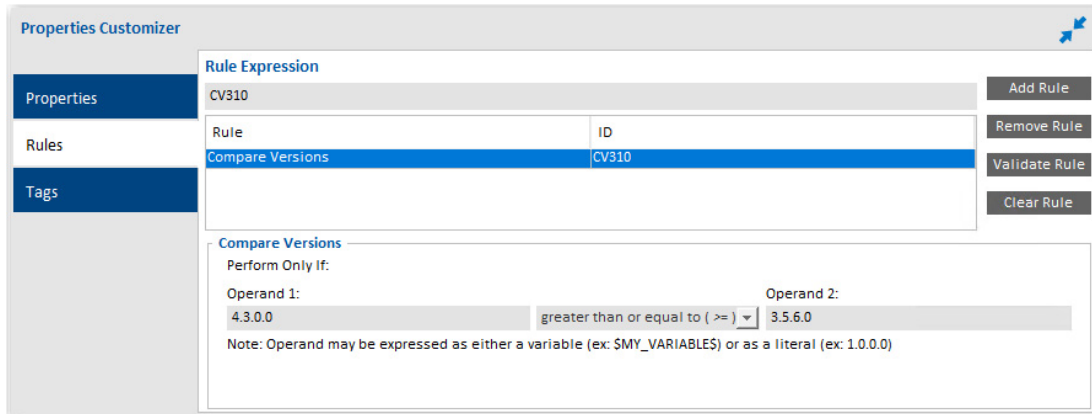 Properties Customizer
Properties
Rules
Tags
Rule Expression
CV310
Rule ID
Compare Versions CV310
Add Rule
Remove Rule
Validate Rule
Clear Rule
Compare Versions
Perform Only If:
Operand 1: Operand 2:
4.3.0.0 greater than or equal to ( >= ) 3.5.6.0
Note: Operand may be expressed as either a variable (ex: $MY_VARIABLE$) or as a literal (ex: 1.0.0.0)